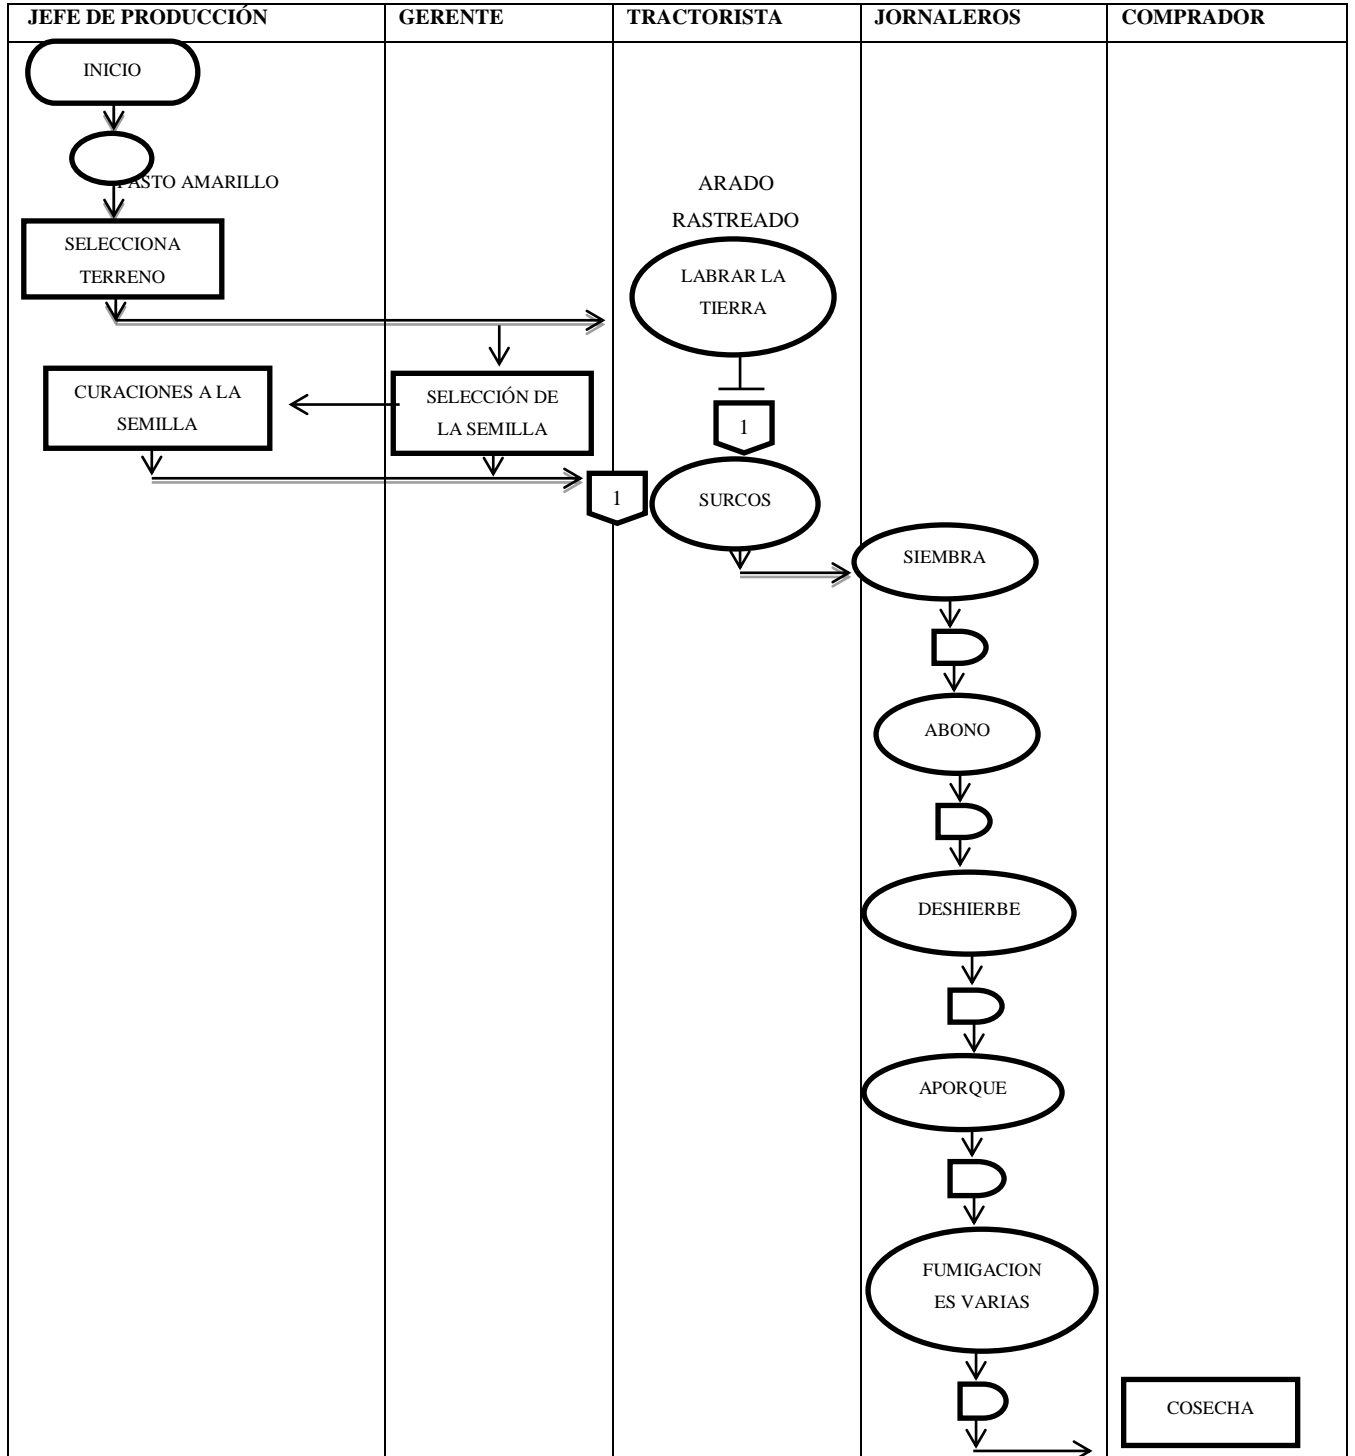 JEFE DE PRODUCCIÓN
GERENTE
TRACTORISTA
JORNALEROS
COMPRADOR
INICIO
PASTO AMARILLO
SELECCIONA
TERRENO
ARADO
RASTREADO
LABRAR LA
TIERRA
CURACIONES A LA
SEMILLA
SELECCIÓN DE
LA SEMILLA
1
1
SURCOS
SIEMBRA
ABONO
DESHIERBE
APORQUE
FUMIGACION
ES VARIAS
COSECHA